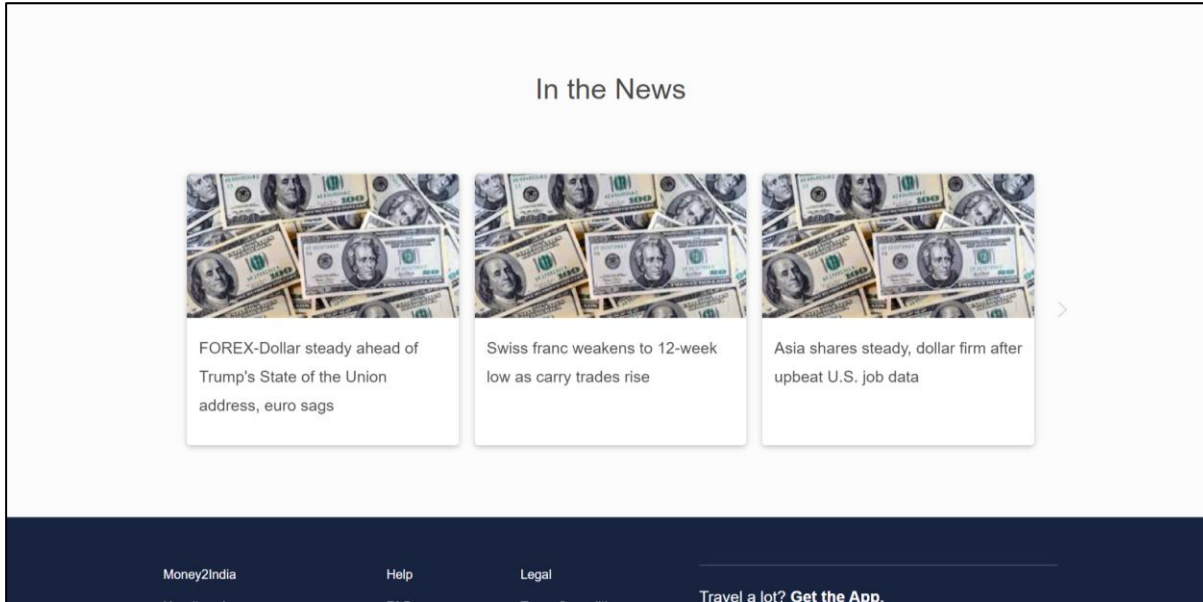 In the News
FOREX-Dollar steady ahead of
Trump's State of the Union
address, euro sags
Swiss franc weakens to 12-week
low as carry trades rise
Asia shares steady, dollar firm after
upbeat U.S. job data
Money2India
Help
Legal
Travel a lot? Get the App.